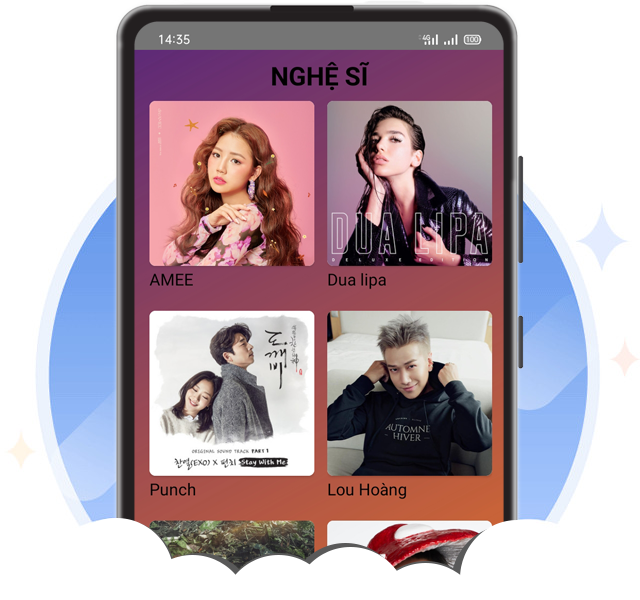 14:35
4G
100
NGHỆ SĨ
DUA LIPA
DELUXE EDITION
AMEE
Dua lipa
도깨비
ORIGINAL SOUND TRACK PART 1
찬열(EXO) X 펀치 Stay With Me
AUTOMNE
HIVER
Punch
Lou Hoàng